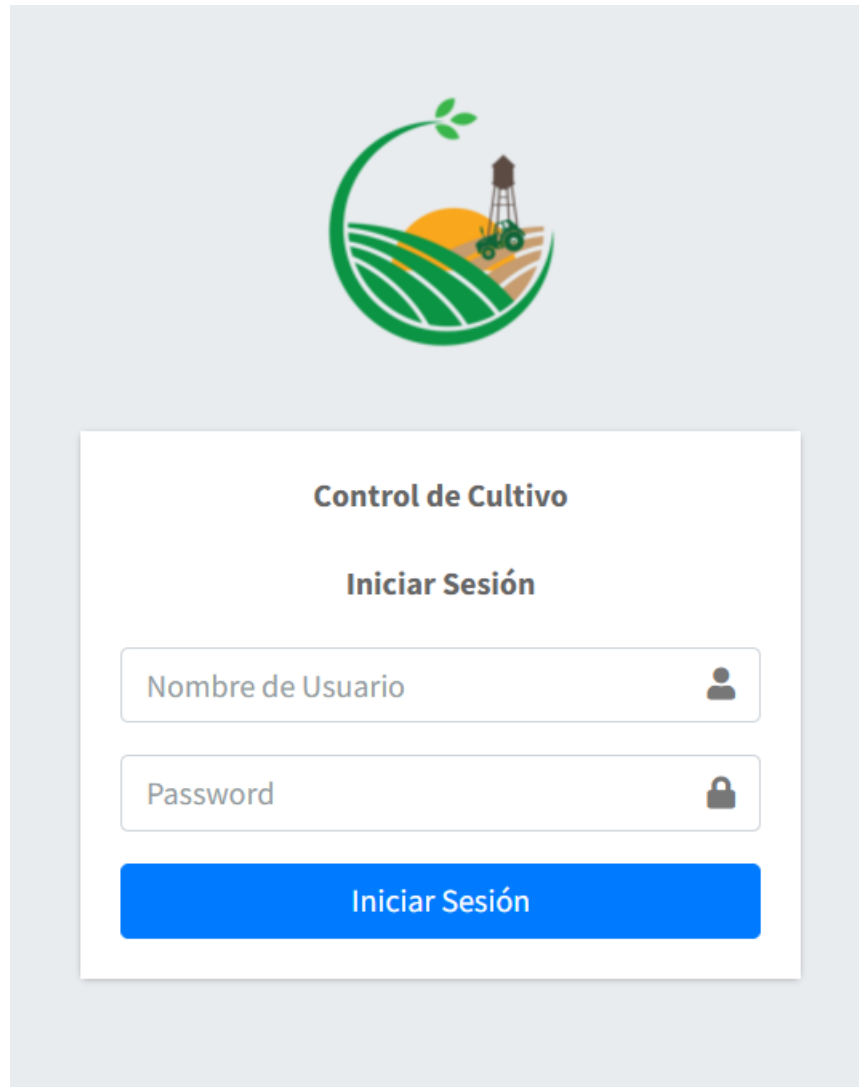 Control de Cultivo
Iniciar Sesión
Nombre de Usuario
Password
Iniciar Sesión